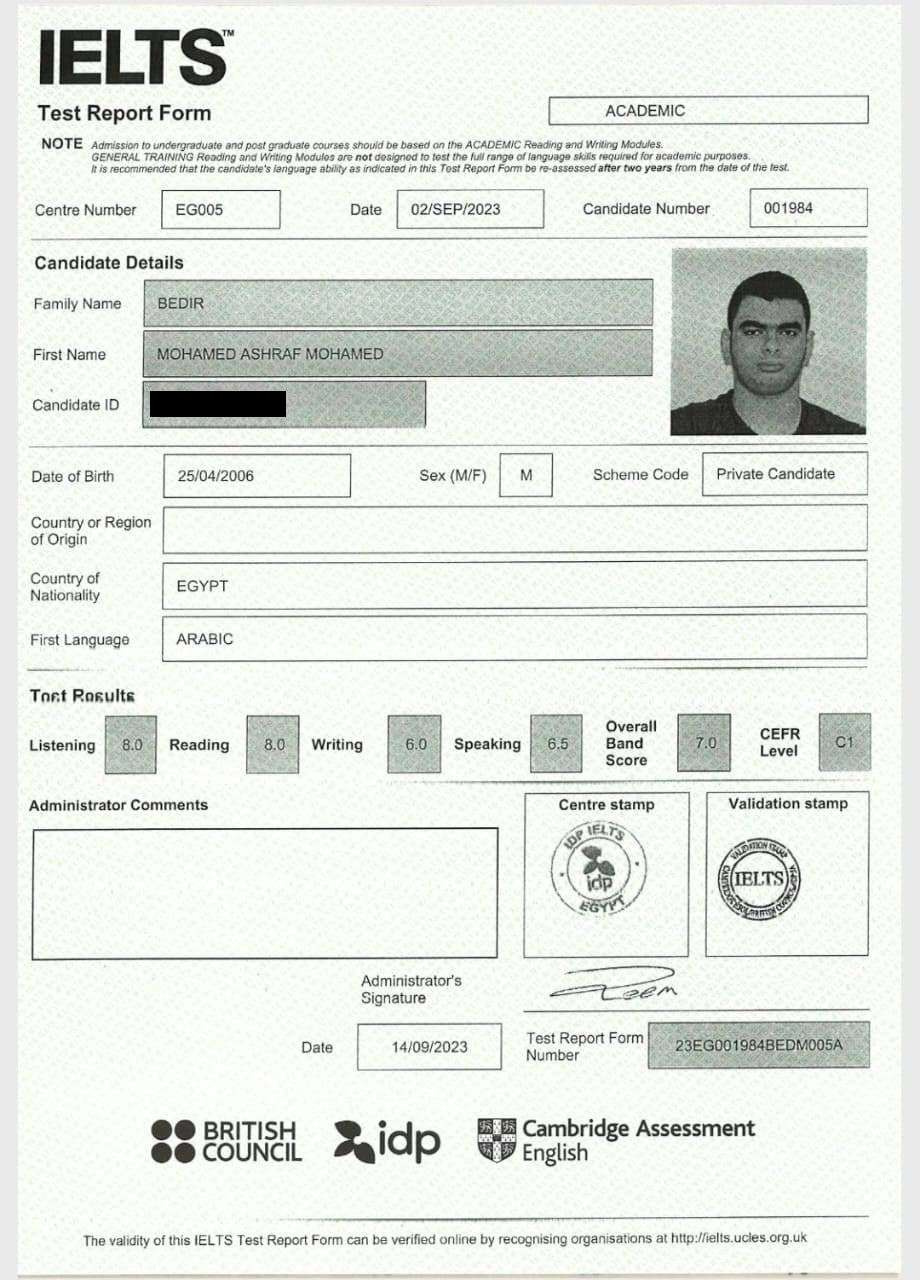 IELTS™
Test Report Form
ACADEMIC
NOTE Admission to undergraduate and post graduate courses should be based on the ACADEMIC Reading and Writing Modules.
GENERAL TRAINING Reading and Writing Modules are not designed to test the full range of language skills required for academic purposes.
It is recommended that the candidate's language ability as indicated in this Test Report Form be re-assessed after two years from the date of the test.
Centre Number EG005 Date 02/SEP/2023 Candidate Number 001984
Candidate Details
Family Name BEDIR
First Name MOHAMED ASHRAF MOHAMED
Candidate ID
Date of Birth 25/04/2006 Sex (M/F) M Scheme Code Private Candidate
Country or Region
of Origin
Country of
Nationality EGYPT
First Language ARABIC
Test Results
Listening 8.0 Reading 8.0 Writing 6.0 Speaking 6.5 Overall Band Score 7.0 CEFR Level C1
Administrator Comments
Centre stamp
IDP IELTS
idp
EGYPT
Validation stamp
VALIDATION STAMP
IELTS
Administrator's
Signature
Reem
Date 14/09/2023
Test Report Form
Number 23EG001984BEDM005A
BRITISH
COUNCIL
idp
Cambridge Assessment
English
The validity of this IELTS Test Report Form can be verified online by recognising organisations at http://ielts.ucles.org.uk